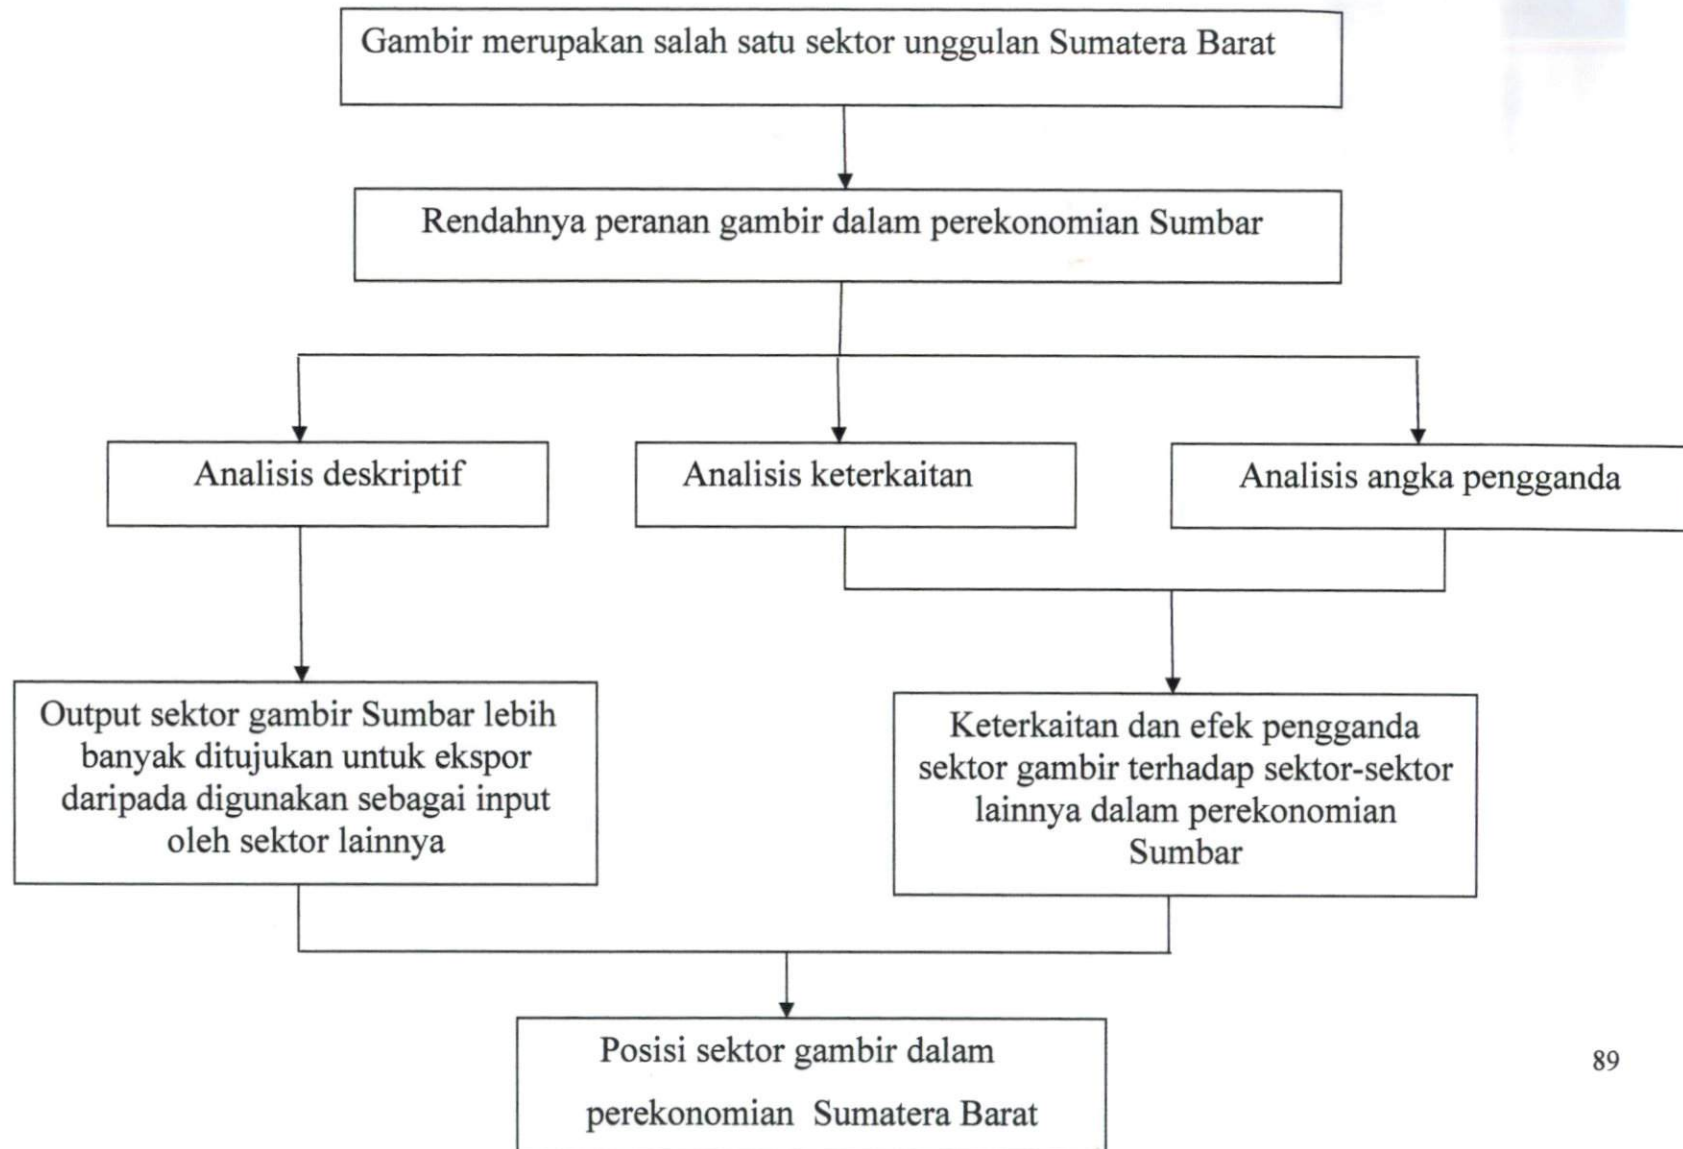 Gambir merupakan salah satu sektor unggulan Sumatera Barat
Rendahnya peranan gambir dalam perekonomian Sumbar
Analisis deskriptif
Analisis keterkaitan
Analisis angka pengganda
Output sektor gambir Sumbar lebih
banyak ditujukan untuk ekspor
daripada digunakan sebagai input
oleh sektor lainnya
Keterkaitan dan efek pengganda
sektor gambir terhadap sektor-sektor
lainnya dalam perekonomian
Sumbar
Posisi sektor gambir dalam
perekonomian  Sumatera Barat
89